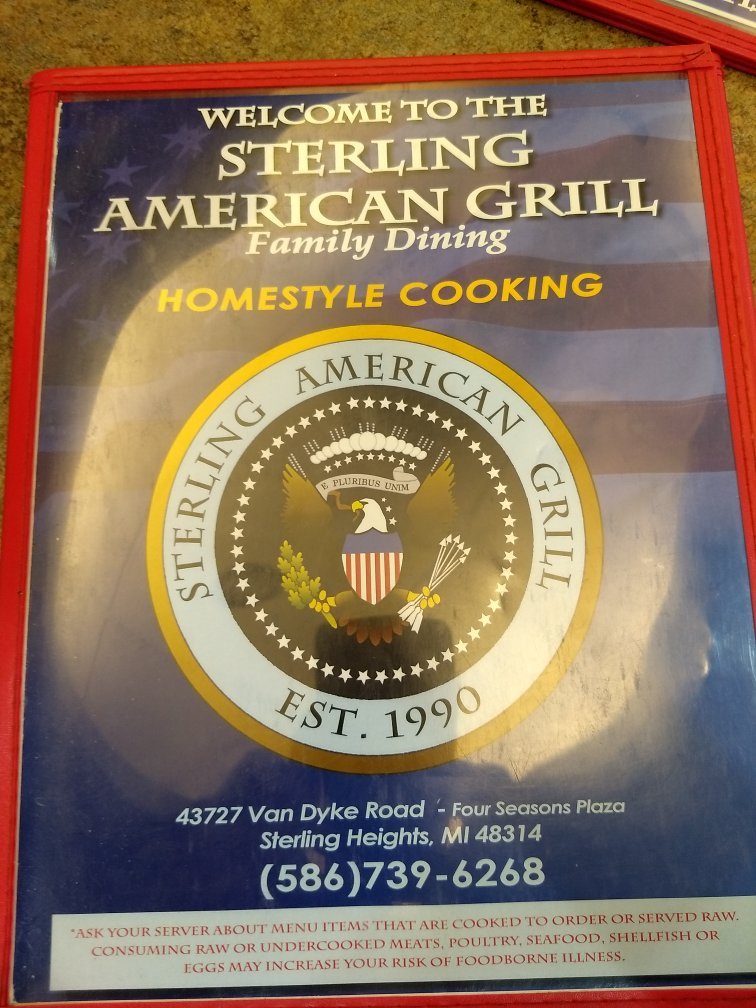 WELCOME TO THE
STERLING
AMERICAN GRILL
Family Dining
HOMESTYLE COOKING
STERLING AMERICAN GRILL
E PLURIBUS UNUM
EST. 1990
43727 Van Dyke Road - Four Seasons Plaza
Sterling Heights, MI 48314
(586)739-6268
*ASK YOUR SERVER ABOUT MENU ITEMS THAT ARE COOKED TO ORDER OR SERVED RAW.
CONSUMING RAW OR UNDERCOOKED MEATS, POULTRY, SEAFOOD, SHELLFISH OR
EGGS MAY INCREASE YOUR RISK OF FOODBORNE ILLNESS.